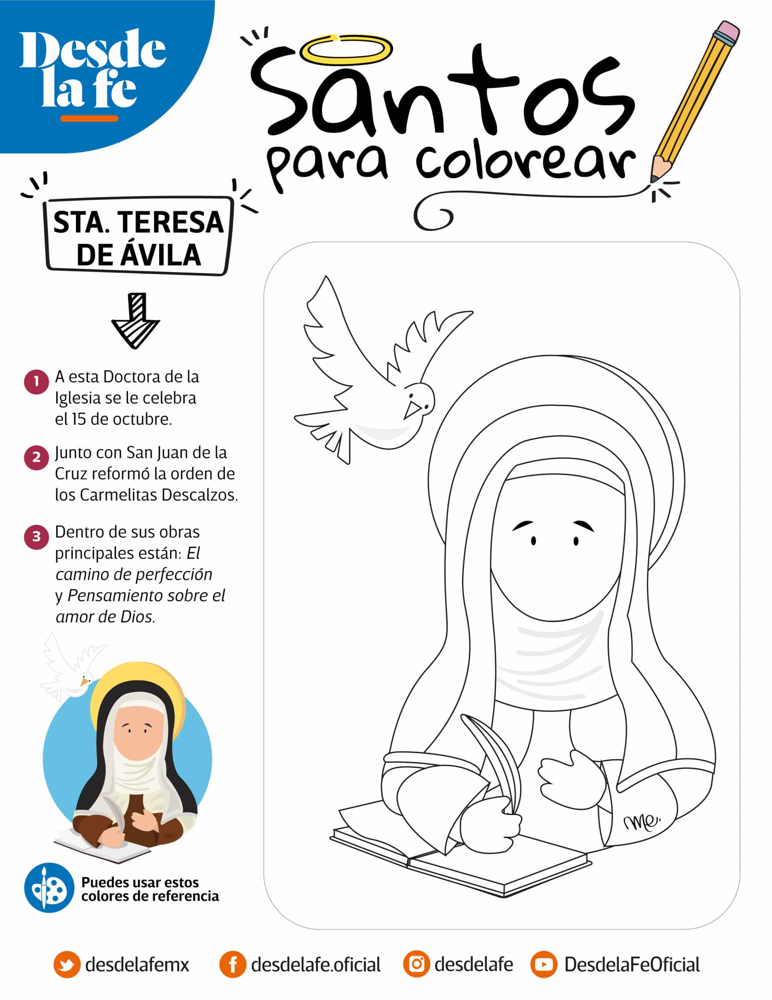 Desde
la fe
Santos
para colorear
STA. TERESA
DE ÁVILA
1 A esta Doctora de la
Iglesia se le celebra
el 15 de octubre.
2 Junto con San Juan de la
Cruz reformó la orden de
los Carmelitas Descalzos.
3 Dentro de sus obras
principales están: El
camino de perfección
y Pensamiento sobre el
amor de Dios.
Puedes usar estos
colores de referencia
desdelafemx
desdelafe.oficial
desdelafe
DesdelaFeOficial